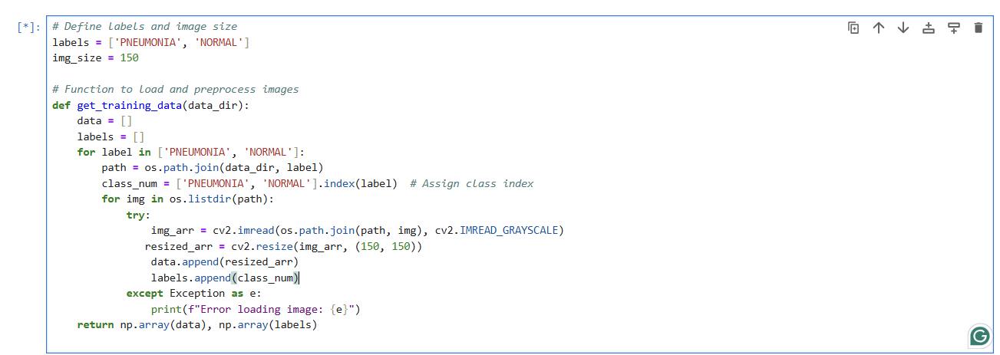 [*]:
# Define labels and image size
labels = ['PNEUMONIA', 'NORMAL']
img_size = 150

# Function to load and preprocess images
def get_training_data(data_dir):
    data = []
    labels = []
    for label in ['PNEUMONIA', 'NORMAL']:
        path = os.path.join(data_dir, label)
        class_num = ['PNEUMONIA', 'NORMAL'].index(label)  # Assign class index
        for img in os.listdir(path):
            try:
                img_arr = cv2.imread(os.path.join(path, img), cv2.IMREAD_GRAYSCALE)
               resized_arr = cv2.resize(img_arr, (150, 150))
                data.append(resized_arr)
                labels.append(class_num)
            except Exception as e:
                print(f"Error loading image: {e}")
    return np.array(data), np.array(labels)